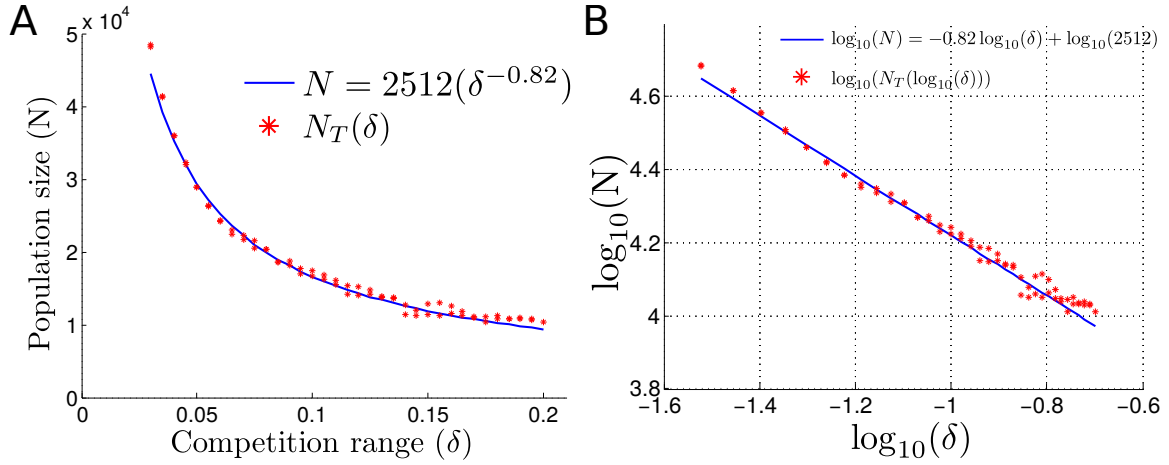 A
x 10⁴
5
4
3
2
1
0
0
0.05
0.1
0.15
0.2
Population size (N)
Competition range (δ)
N = 2512(δ^{−0.82})
N_T(δ)
B
4.6
4.4
4.2
4
3.8
−1.6
−1.4
−1.2
−1
−0.8
−0.6
log₁₀(N)
log₁₀(δ)
log₁₀(N) = −0.82 log₁₀(δ) + log₁₀(2512)
log₁₀(N_T(log₁₀(δ)))